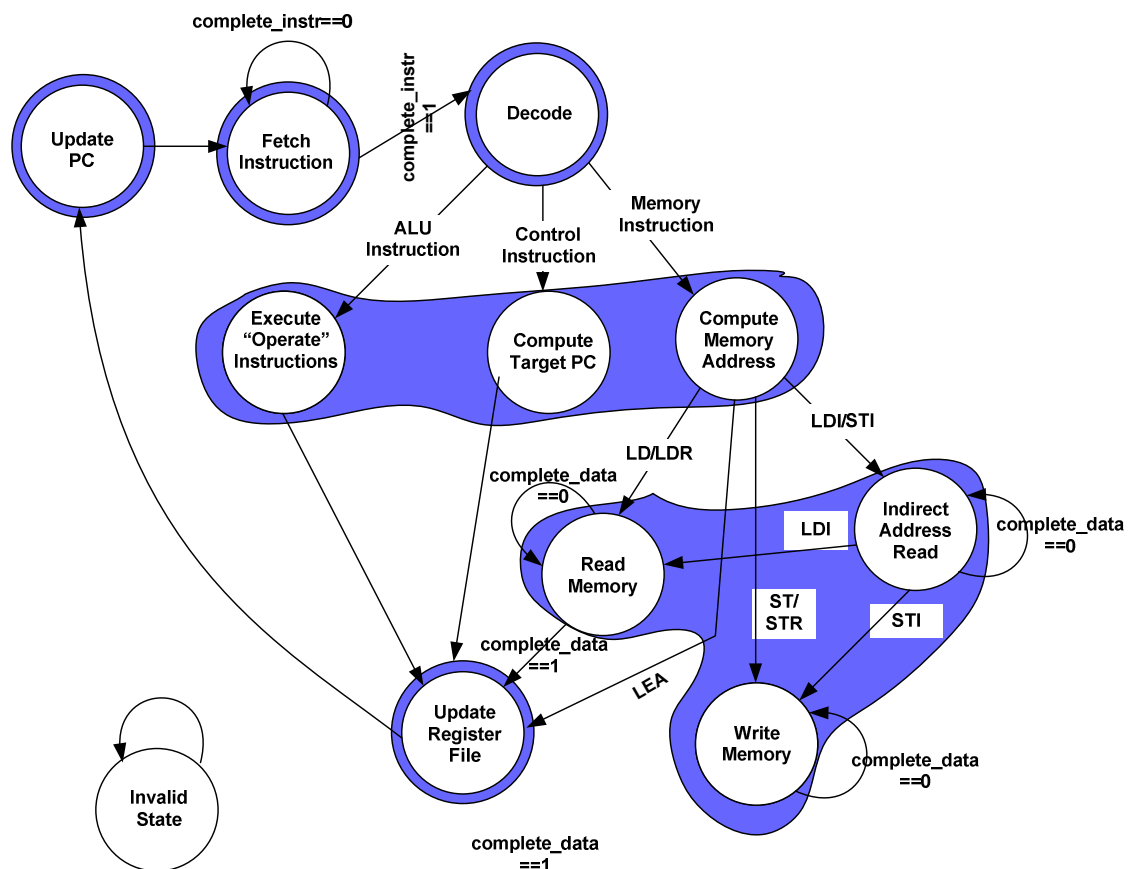 complete_instr==0
complete_instr
==1
Update
PC
Fetch
Instruction
Decode
ALU
Instruction
Control
Instruction
Memory
Instruction
Execute
“Operate”
Instructions
Compute
Target PC
Compute
Memory
Address
LDI/STI
LD/LDR
complete_data
==0
Read
Memory
LDI
Indirect
Address
Read
complete_data
==0
ST/
STR
STI
complete_data
==1
LEA
Update
Register
File
Write
Memory
complete_data
==0
Invalid
State
complete_data
==1